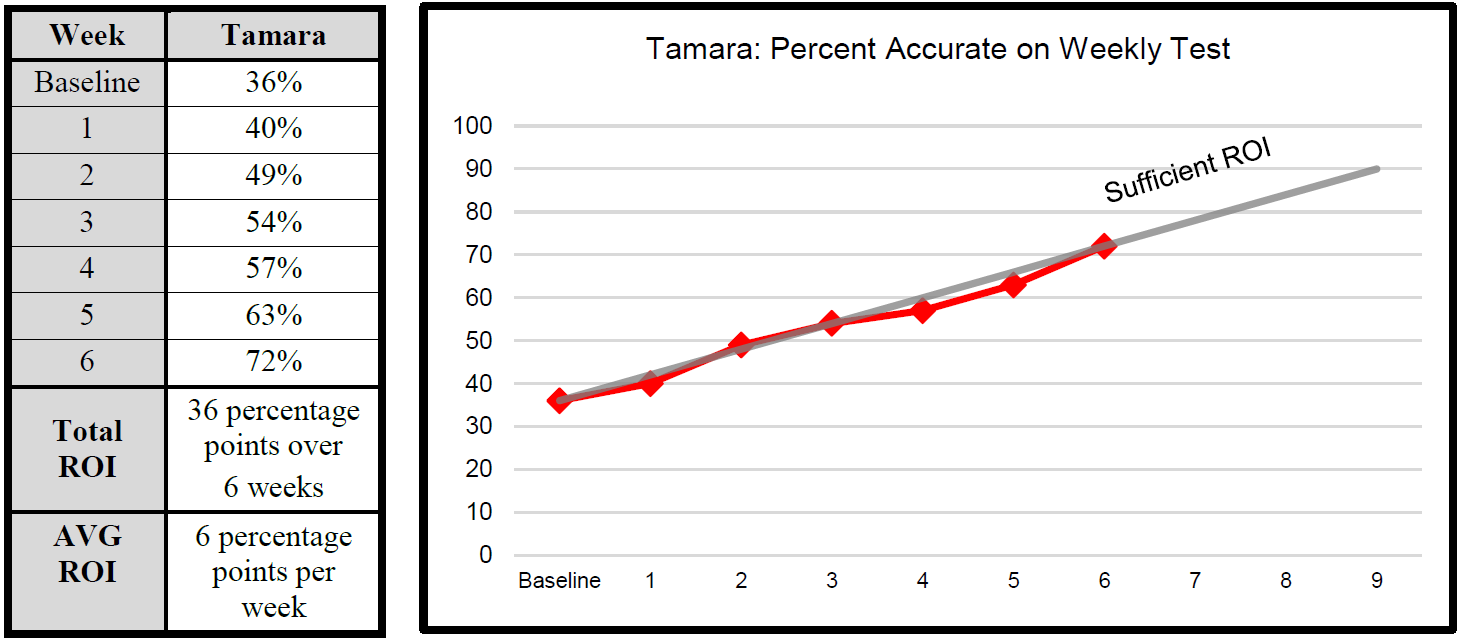 Week Tamara
Baseline 36%
1 40%
2 49%
3 54%
4 57%
5 63%
6 72%
Total
ROI
36 percentage
points over
6 weeks
AVG
ROI
6 percentage
points per
week
Tamara: Percent Accurate on Weekly Test
100
90
80
70
60
50
40
30
20
10
0
Sufficient ROI
Baseline 1 2 3 4 5 6 7 8 9